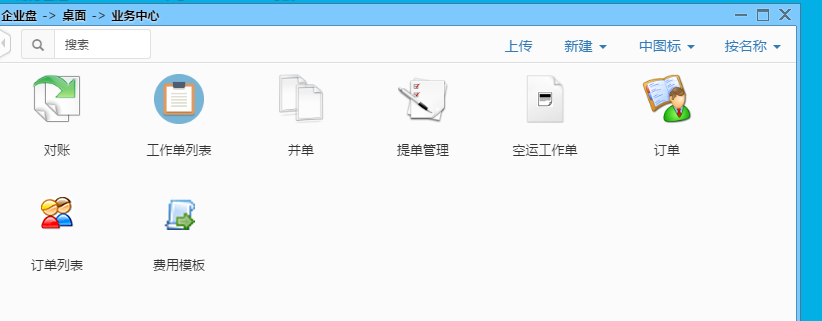 企业盘 -> 桌面 -> 业务中心
搜索 上传 新建 中图标 按名称
对账 工作单列表 并单 提单管理 空运工作单 订单
订单列表 费用模板